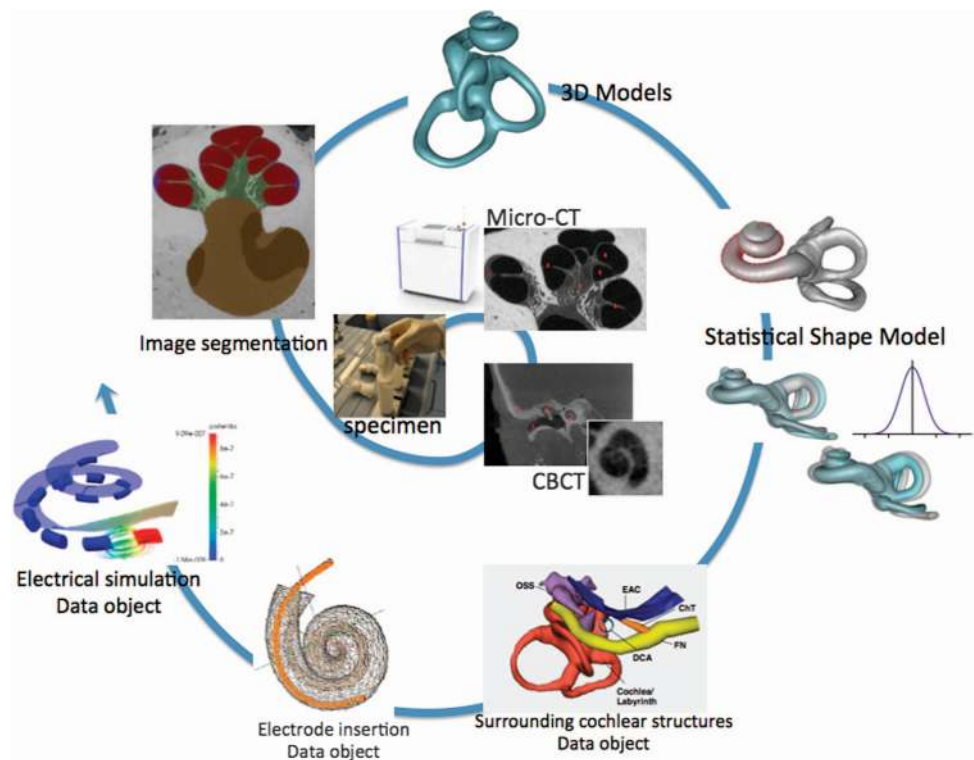 3D Models
Micro-CT
Image segmentation
specimen
CBCT
Statistical Shape Model
Electrical simulation
Data object
Electrode insertion
Data object
OSS
EAC
ChT
FN
DCA
Cochlea/
Labyrinth
Surrounding cochlear structures
Data object